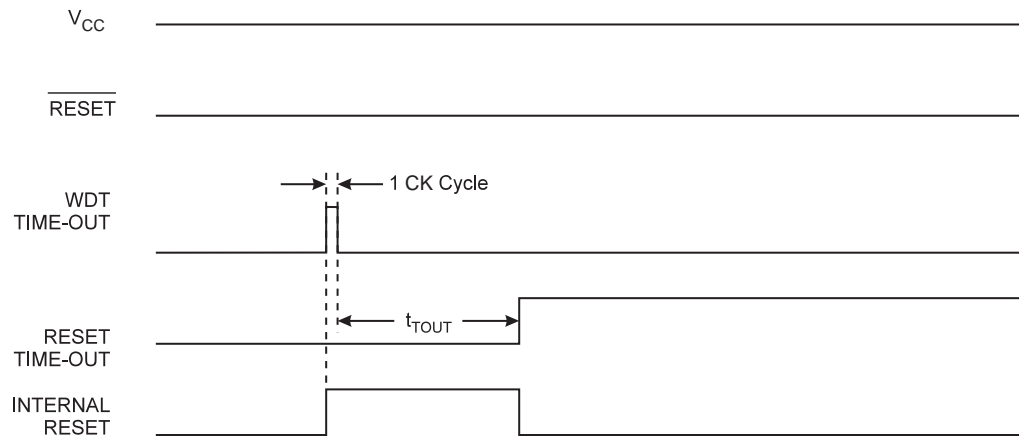 VCC
RESET
1 CK Cycle
WDT
TIME-OUT
tTOUT
RESET
TIME-OUT
INTERNAL
RESET